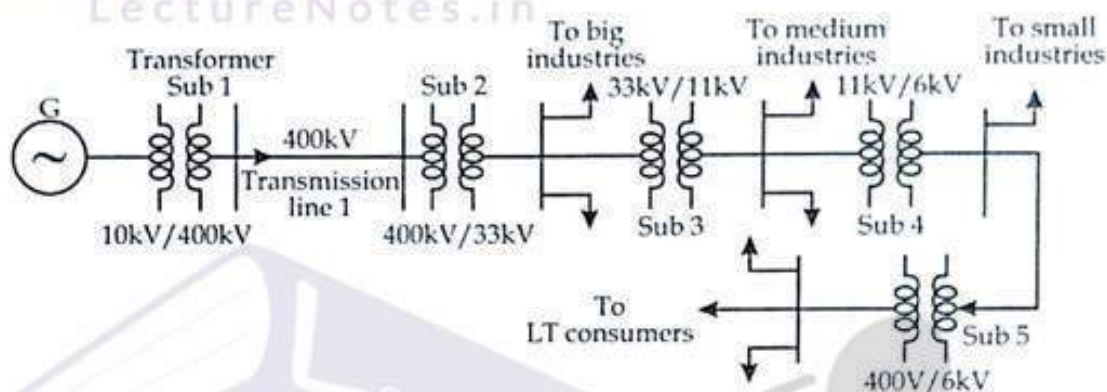 LectureNotes.in
G
Transformer
Sub 1
10kV/400kV
400kV
Transmission
line 1
Sub 2
400kV/33kV
To big
industries
33kV/11kV
Sub 3
To medium
industries
11kV/6kV
Sub 4
To small
industries
To
LT consumers
Sub 5
400V/6kV